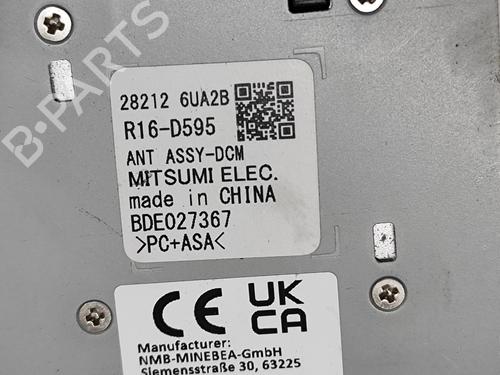 B-PARTS
28212 6UA2B
R16-D595
ANT ASSY-DCM
MITSUMI ELEC.
made in CHINA
BDE027367
>PC+ASA<
CE UK
CA
Manufacturer:
NMB-MINEBEA-GmbH
Siemensstraße 30, 63225